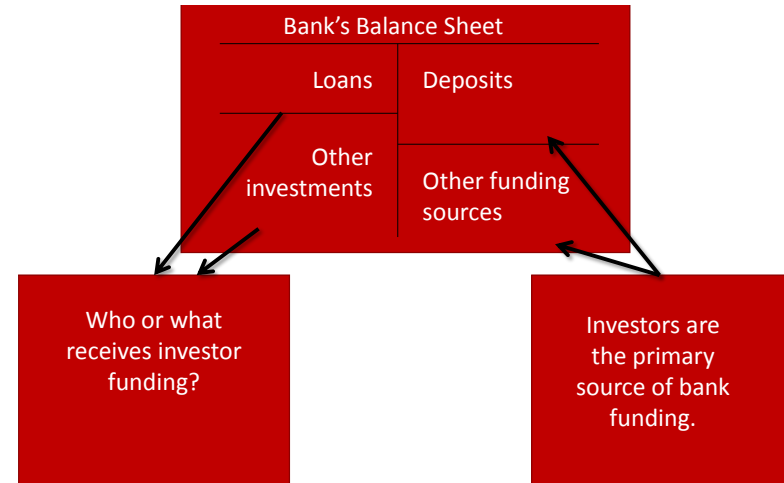 Bank's Balance Sheet
Loans
Deposits
Other
investments
Other funding
sources
Who or what
receives investor
funding?
Investors are
the primary
source of bank
funding.